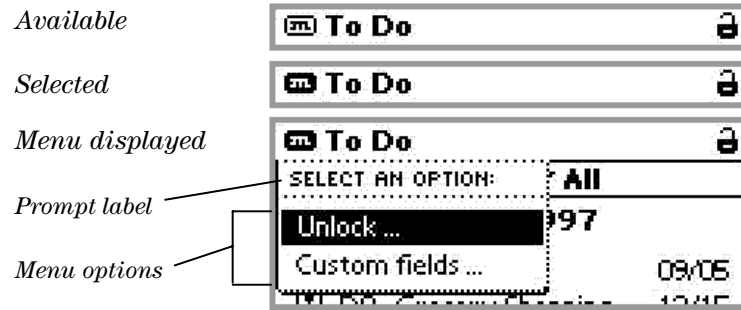 Available
To Do
Selected
To Do
Menu displayed
To Do
Prompt label
SELECT AN OPTION:
All
Menu options
Unlock ...
997
Custom fields ...
09/05